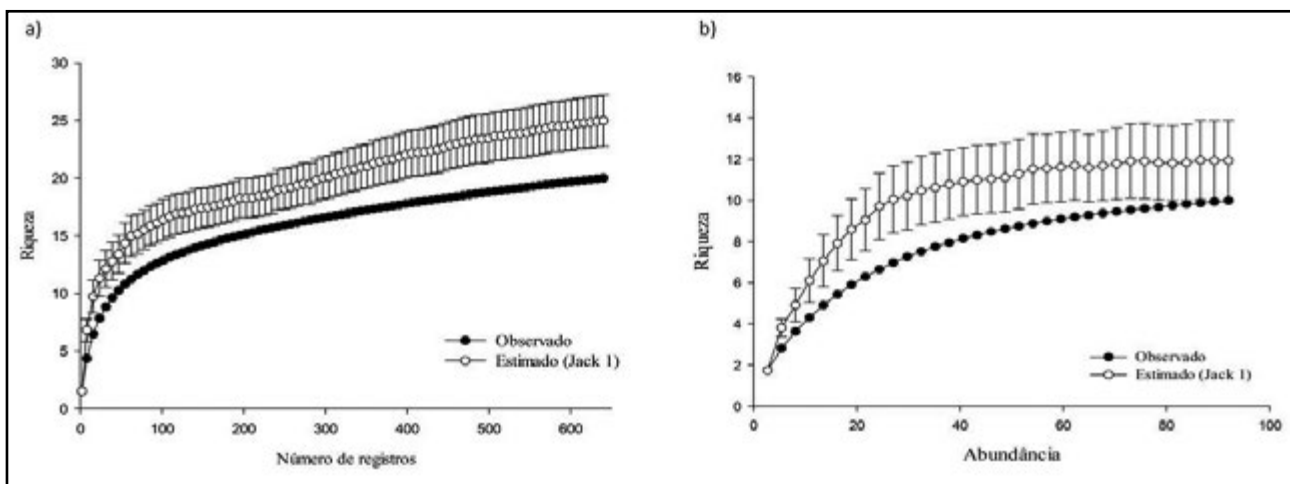 a)
30
25
20
15
10
5
0
Riqueza
Observado
Estimado (Jack 1)
0 100 200 300 400 500 600
Número de registros
b)
16
14
12
10
8
6
4
2
0
Riqueza
Observado
Estimado (Jack 1)
0 20 40 60 80 100
Abundância